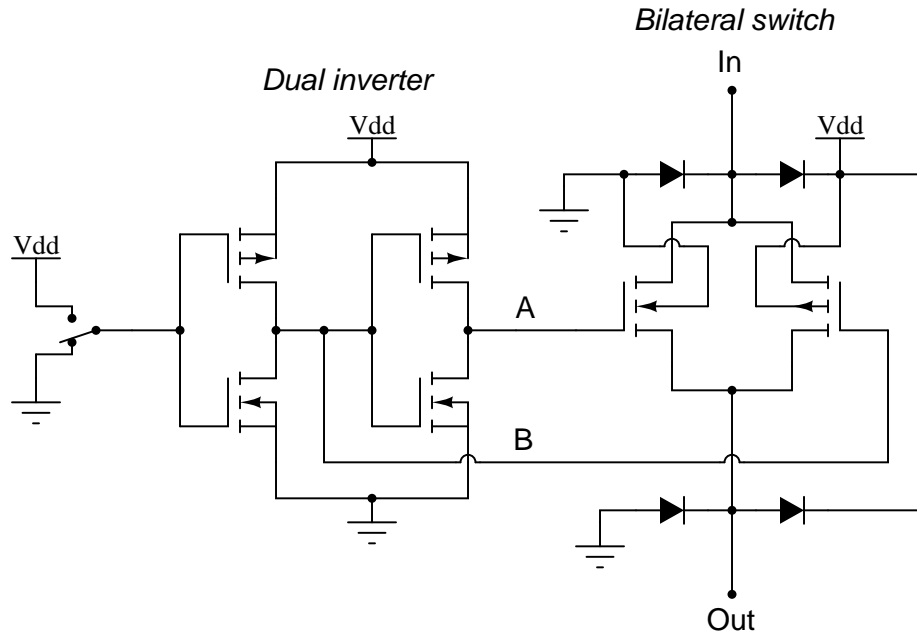 Bilateral switch
In
Dual inverter
Vdd
Vdd
Vdd
A
B
Out